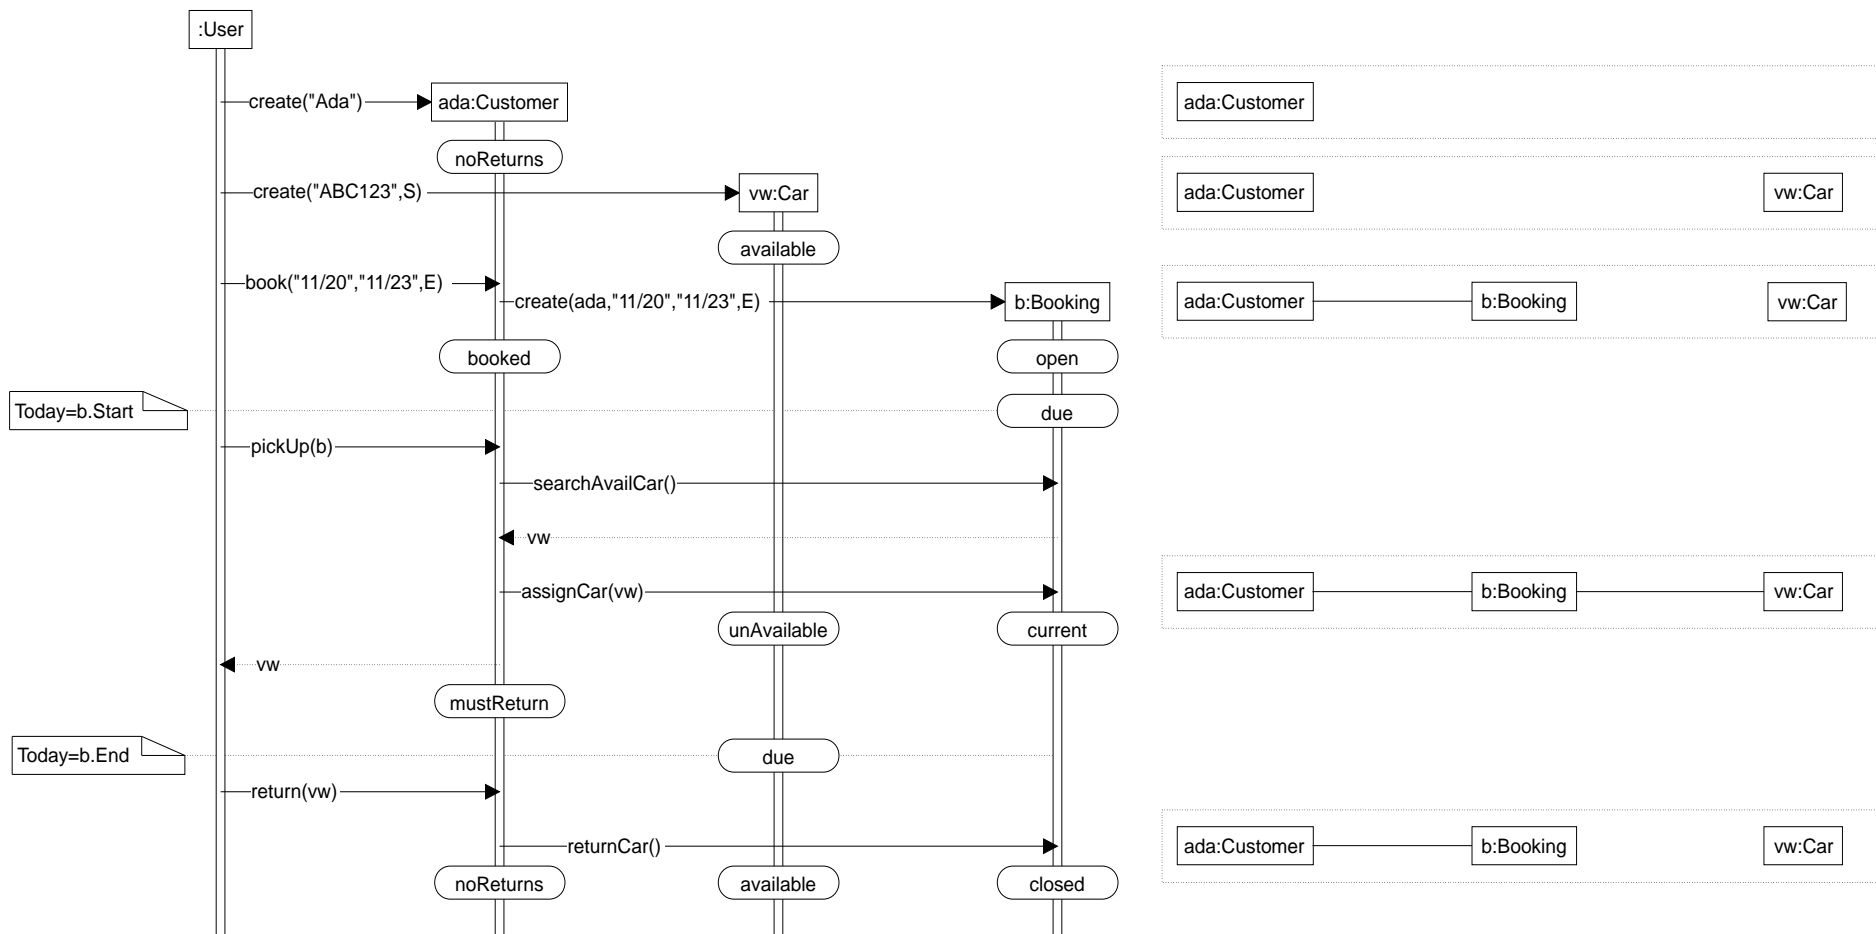 :User
create("Ada")
ada:Customer
ada:Customer
noReturns
create("ABC123",S)
vw:Car
ada:Customer
vw:Car
available
book("11/20","11/23",E)
create(ada,"11/20","11/23",E)
b:Booking
ada:Customer
b:Booking
vw:Car
booked
open
Today=b.Start
due
pickUp(b)
searchAvailCar()
vw
assignCar(vw)
ada:Customer
b:Booking
vw:Car
unAvailable
current
vw
mustReturn
Today=b.End
due
return(vw)
returnCar()
ada:Customer
b:Booking
vw:Car
noReturns
available
closed